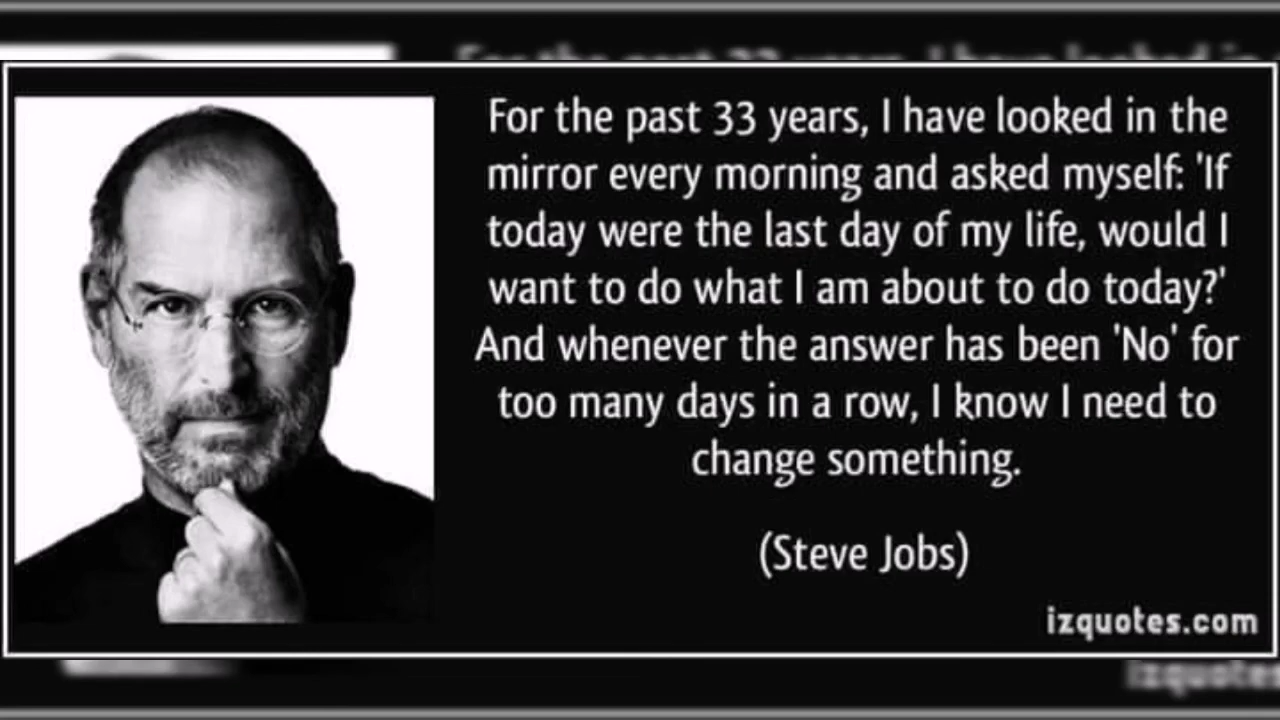 For the past 33 years, I have looked in the
mirror every morning and asked myself: 'If
today were the last day of my life, would I
want to do what I am about to do today?'
And whenever the answer has been 'No' for
too many days in a row, I know I need to
change something.
(Steve Jobs)
izquotes.com